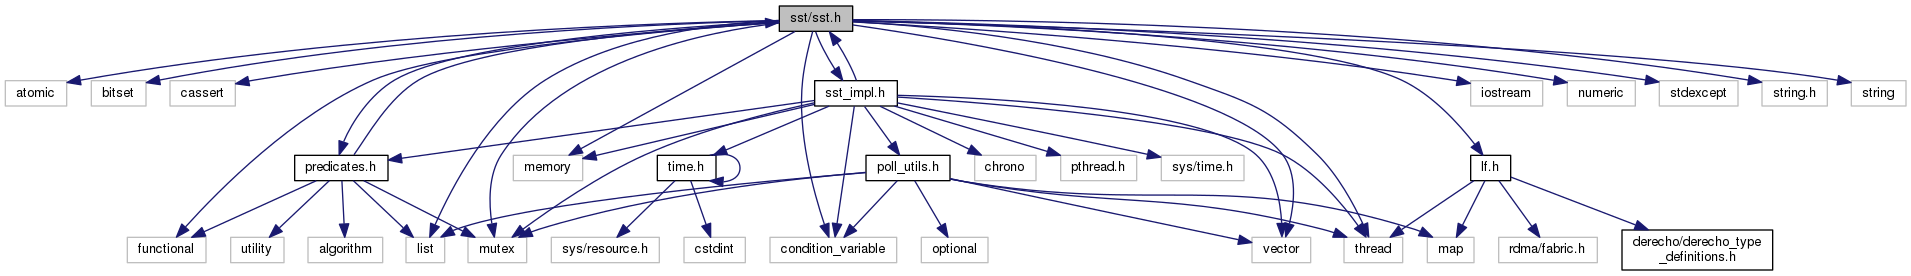 sst/sst.h
atomic
bitset
cassert
sst_impl.h
iostream
numeric
stdexcept
string.h
string
predicates.h
memory
time.h
poll_utils.h
chrono
pthread.h
sys/time.h
lf.h
functional
utility
algorithm
list
mutex
sys/resource.h
cstdint
condition_variable
optional
vector
thread
map
rdma/fabric.h
derecho/derecho_type
_definitions.h